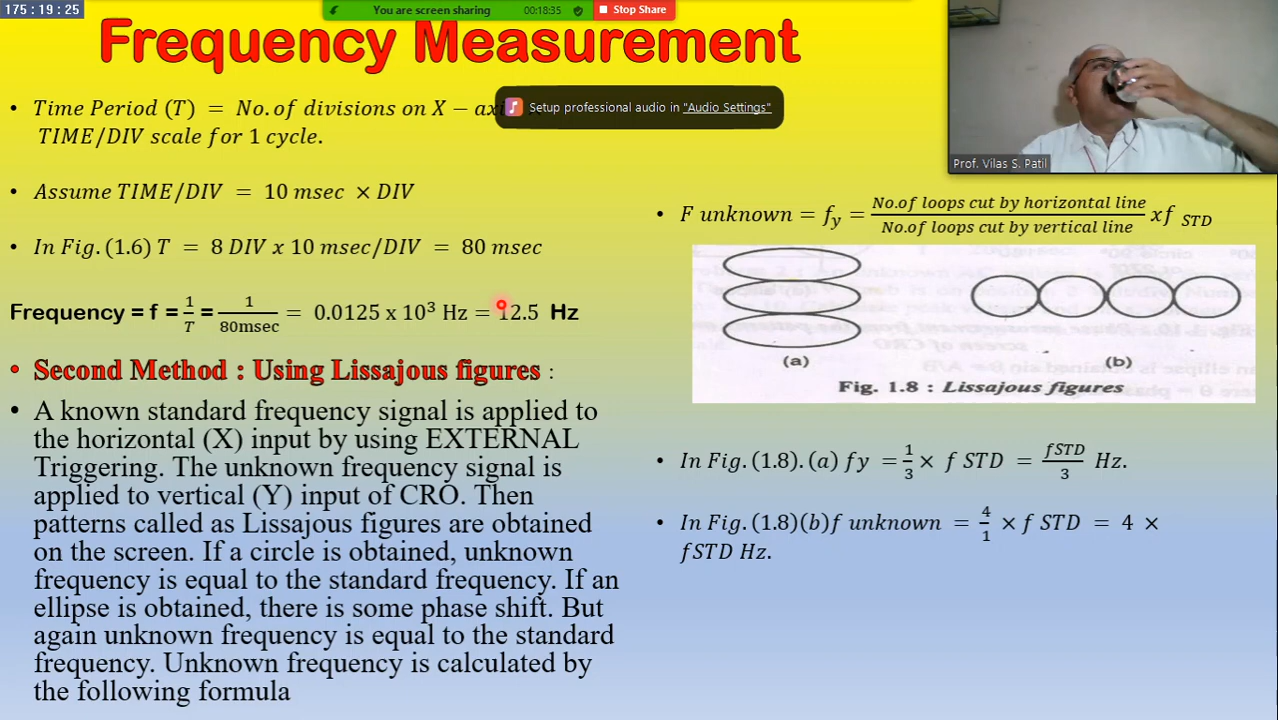 175 : 19 : 25
You are screen sharing
00:18:35
Stop Share
Frequency Measurement
• Time Period (T) = No. of divisions on X − axi
TIME/DIV scale for 1 cycle.
Setup professional audio in "Audio Settings"
Prof. Vilas S. Patil
• Assume TIME/DIV = 10 msec × DIV
• In Fig. (1.6) T = 8 DIV x 10 msec/DIV = 80 msec
Frequency = f = 1/T = 1/80msec = 0.0125 x 10³ Hz = 12.5 Hz
• Second Method : Using Lissajous figures :
• A known standard frequency signal is applied to
the horizontal (X) input by using EXTERNAL
Triggering. The unknown frequency signal is
applied to vertical (Y) input of CRO. Then
patterns called as Lissajous figures are obtained
on the screen. If a circle is obtained, unknown
frequency is equal to the standard frequency. If an
ellipse is obtained, there is some phase shift. But
again unknown frequency is equal to the standard
frequency. Unknown frequency is calculated by
the following formula
• F unknown = fy = No.of loops cut by horizontal line / No.of loops cut by vertical line xf STD
(a) (b)
Fig. 1.8 : Lissajous figures
• In Fig. (1.8). (a) fy = 1/3 × f STD = fSTD/3 Hz.
• In Fig. (1.8)(b)f unknown = 4/1 × f STD = 4 ×
fSTD Hz.